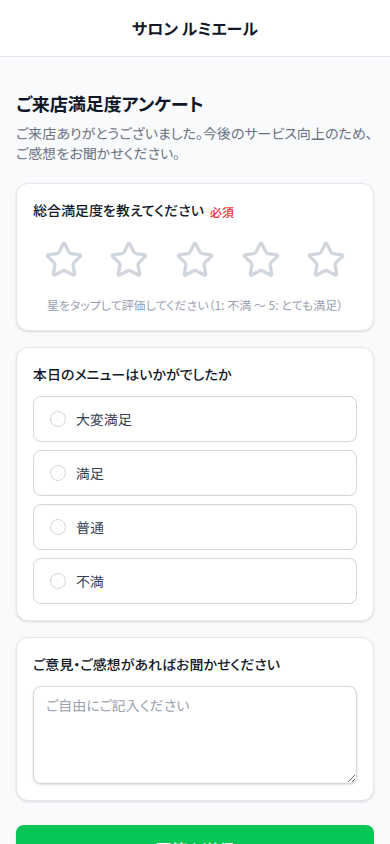 サロン ルミエール
ご来店満足度アンケート
ご来店ありがとうございました。今後のサービス向上のため、
ご感想をお聞かせください。
総合満足度を教えてください 必須
星をタップして評価してください（1: 不満 〜 5: とても満足）
本日のメニューはいかがでしたか
大変満足
満足
普通
不満
ご意見・ご感想があればお聞かせください
ご自由にご記入ください